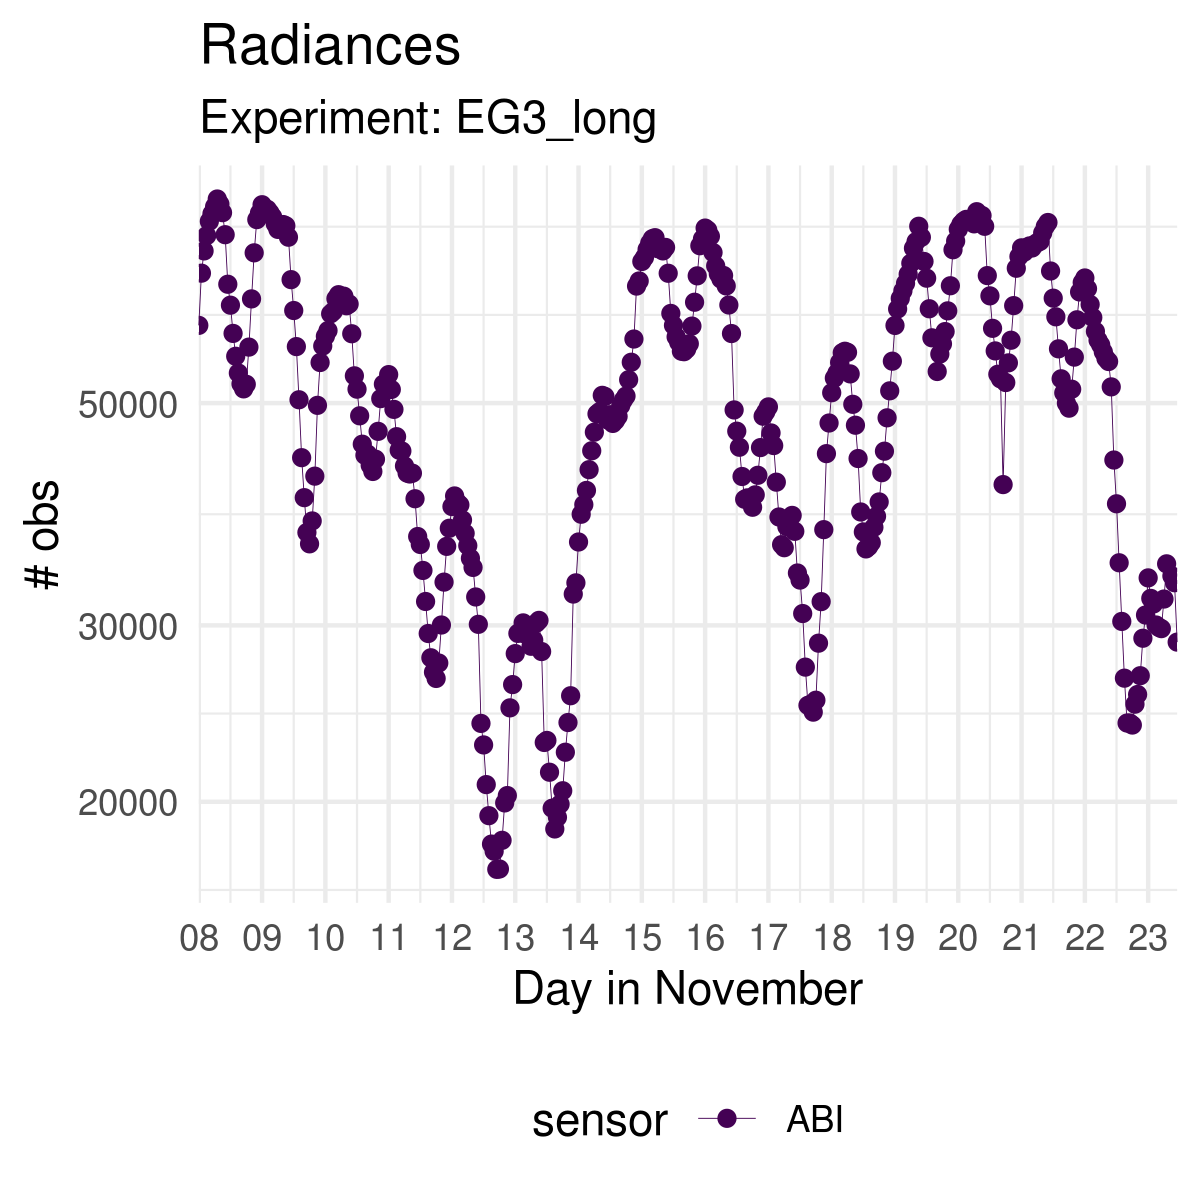 Radiances
Experiment: EG3_long
# obs
50000
30000
20000
08 09 10 11 12 13 14 15 16 17 18 19 20 21 22 23
Day in November
sensor ABI